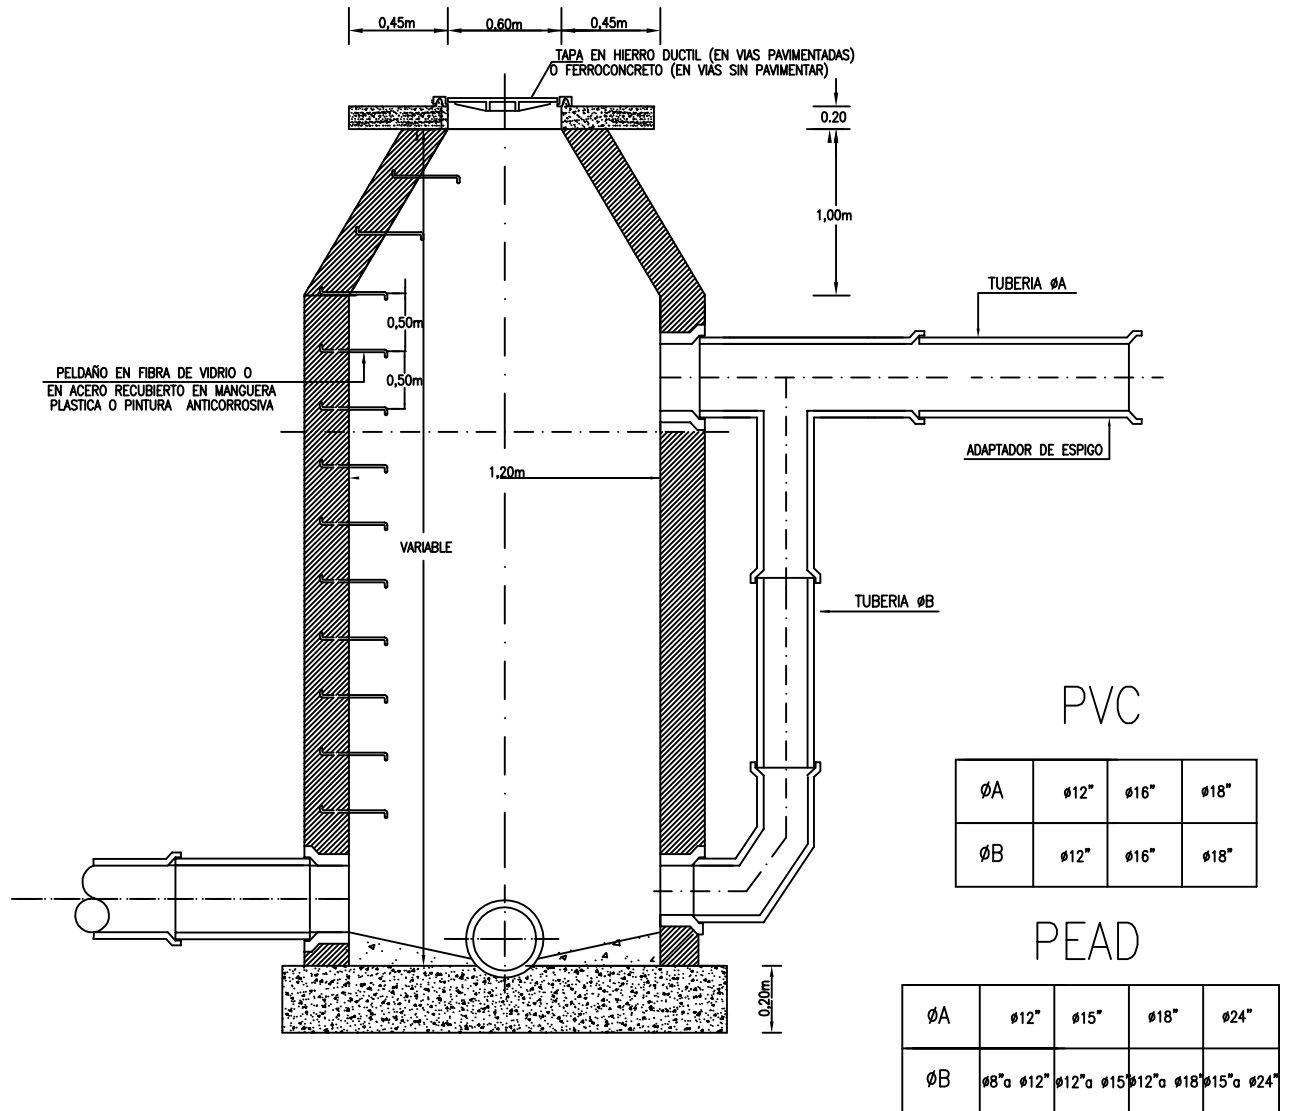 0,45m
0.60m
0,45m
TAPA EN HIERRO DUCTIL (EN VIAS PAVIMENTADAS)
O FERROCONCRETO (EN VIAS SIN PAVIMENTAR)
0.20
1,00m
TUBERIA øA
0,50m
PELDAÑO EN FIBRA DE VIDRIO O
EN ACERO RECUBIERTO EN MANGUERA
PLASTICA O PINTURA ANTICORROSIVA
0,50m
ADAPTADOR DE ESPIGO
1,20m
VARIABLE
TUBERIA øB
PVC
øA ø12" ø16" ø18"
øB ø12" ø16" ø18"
PEAD
0,20m
øA ø12" ø15" ø18" ø24"
øB ø8"a ø12" ø12"a ø15" ø12"a ø18" ø15"a ø24"